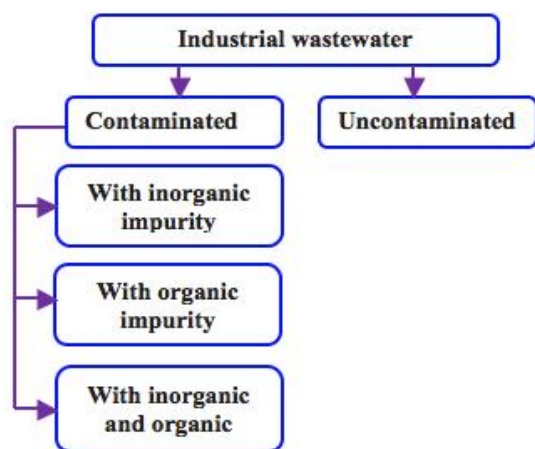 Industrial wastewater
Contaminated
Uncontaminated
With inorganic
impurity
With organic
impurity
With inorganic
and organic